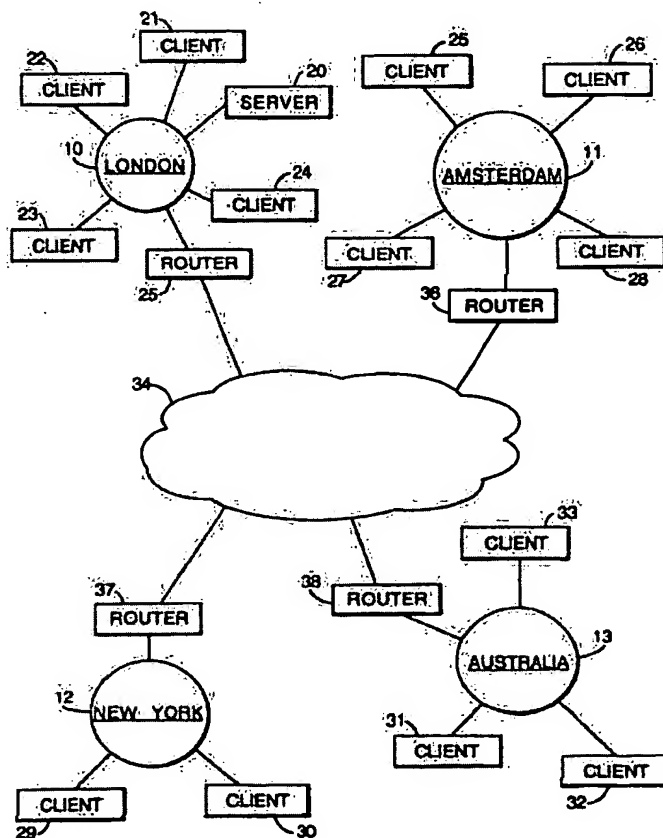 21
CLIENT
22
CLIENT
20
SERVER
10
LONDON
24
CLIENT
23
CLIENT
ROUTER
25
25
CLIENT
26
CLIENT
AMSTERDAM
11
CLIENT
27
CLIENT
28
36
ROUTER
34
37
ROUTER
12
NEW YORK
CLIENT
29
CLIENT
30
33
CLIENT
38
ROUTER
13
AUSTRALIA
31
CLIENT
CLIENT
32